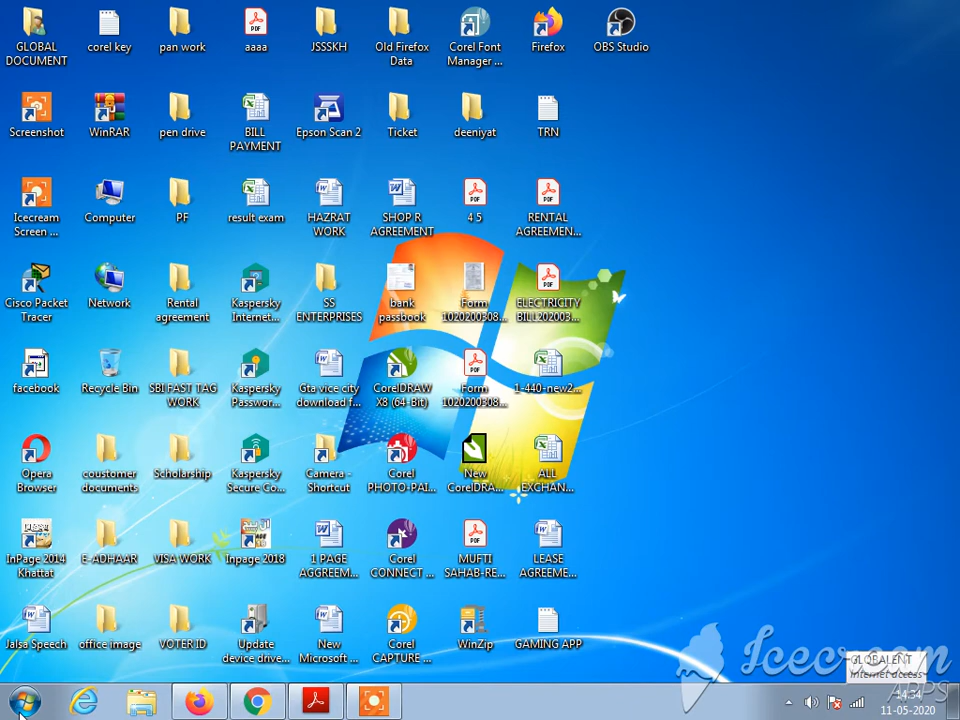 GLOBAL
DOCUMENT
corel key
pan work
aaaa
JSSSKH
Old Firefox
Data
Corel Font
Manager ...
Firefox
OBS Studio
Screenshot
WinRAR
pen drive
BILL
PAYMENT
Epson Scan 2
Ticket
deeniyat
TRN
Icecream
Screen ...
Computer
PF
result exam
HAZRAT
WORK
SHOP R
AGREEMENT
4 5
RENTAL
AGREEMEN...
Cisco Packet
Tracer
Network
Rental
agreement
Kaspersky
Internet...
SS
ENTERPRISES
bank
passbook
Form
1020200308...
ELECTRICITY
BILL202003...
facebook
Recycle Bin
SBI FAST TAG
WORK
Kaspersky
Passwor...
Gta vice city
download f...
CorelDRAW
X8 (64-Bit)
Form
1020200308...
1-440-new2...
Opera
Browser
coustomer
documents
Scholarship
Kaspersky
Secure Co...
Camera -
Shortcut
Corel
PHOTO-PAI...
New
CorelDRA...
ALL
EXCHAN...
InPage 2014
Khattat
E-ADHAAR
VISA WORK
Inpage 2018
1 PAGE
AGGREEM...
Corel
CONNECT ...
MUFTI
SAHAB-RE...
LEASE
AGREEME...
Jalsa Speech
office image
VOTER ID
Update
device drive...
New
Microsoft ...
Corel
CAPTURE ...
WinZip
GAMING APP
Icecream
APPS
GLOBALENT
Internet access
14:34
11-05-2020